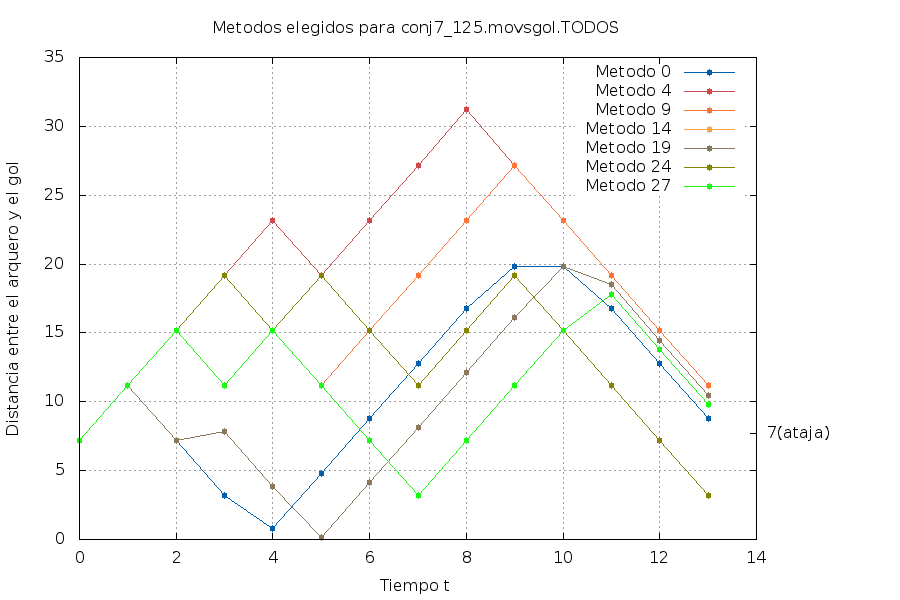 Metodos elegidos para conj7_125.movsgol.TODOS
Distancia entre el arquero y el gol
35
30
25
20
15
10
5
0
Metodo 0
Metodo 4
Metodo 9
Metodo 14
Metodo 19
Metodo 24
Metodo 27
7(ataja)
0 2 4 6 8 10 12 14
Tiempo t